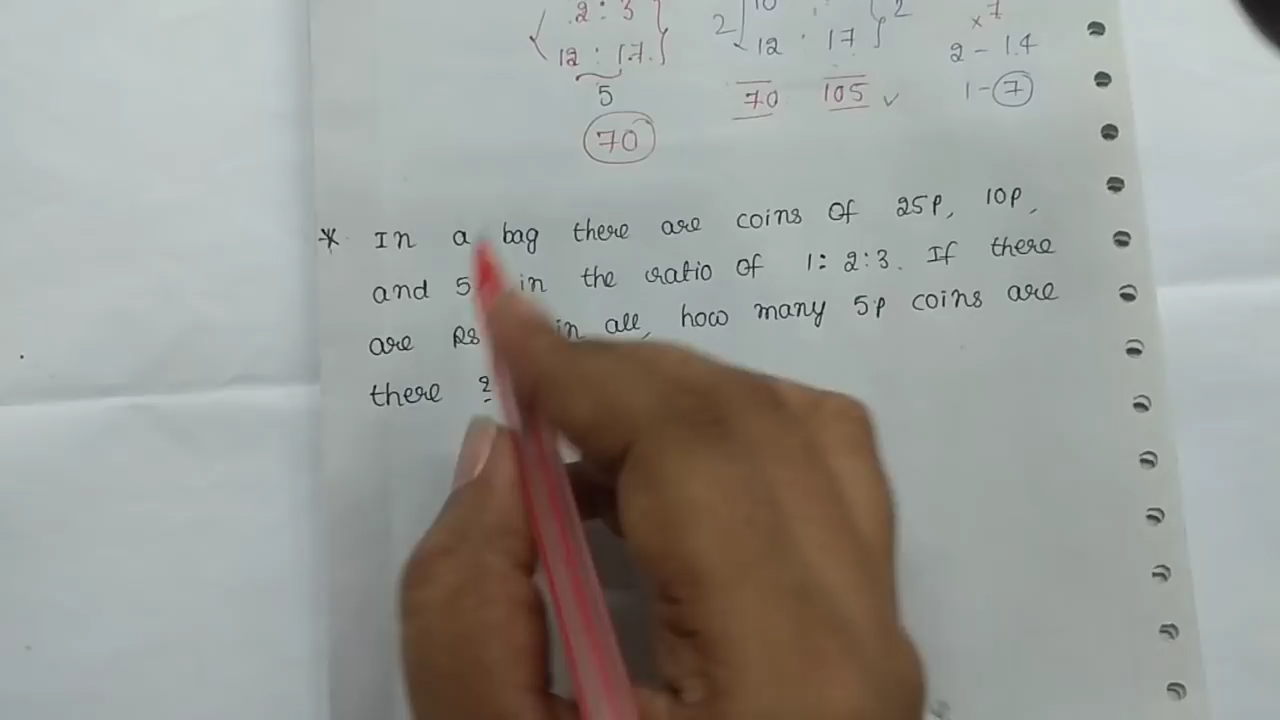 2 : 3
12 : 17
5
70
2 10
12 : 17 2
70 105 ✓
×7
2 - 14
1 - 7
* In a bag there are coins of 25p, 10p,
and 5 in the ratio of 1: 2:3. If there
are Rs in all, how many 5p coins are
there ?